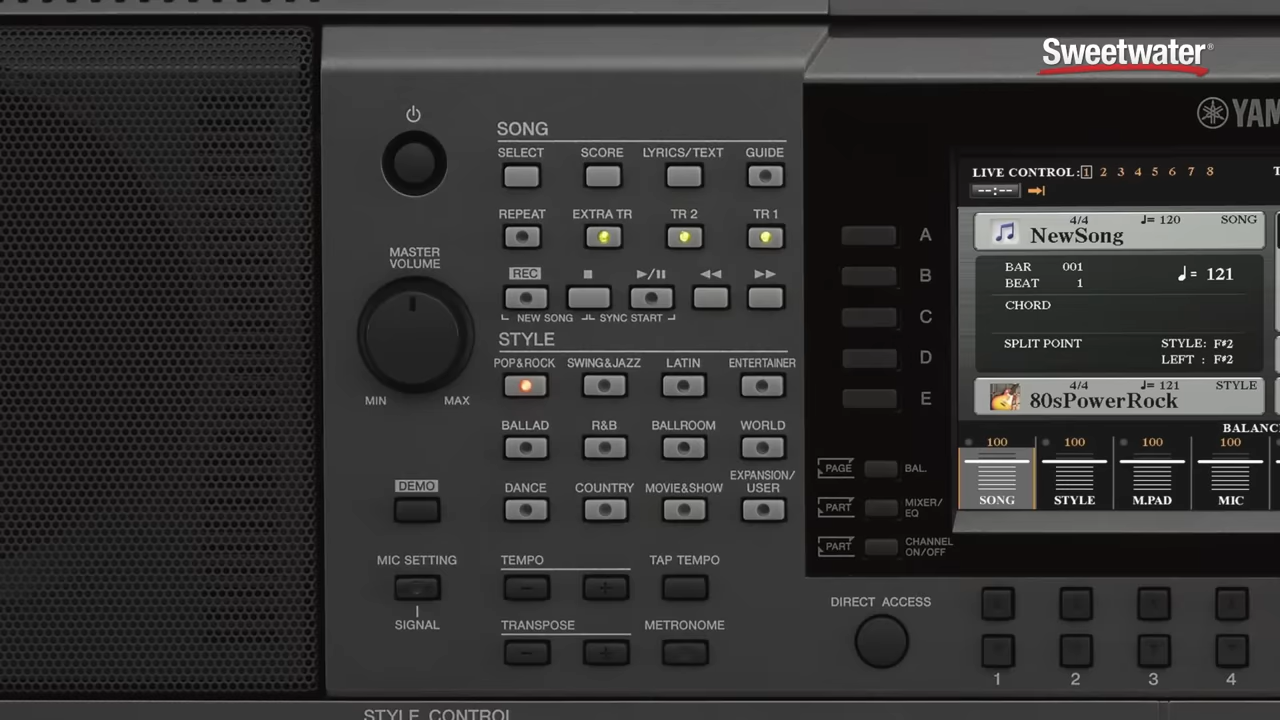 Sweetwater®
YAM
SONG
SELECT SCORE LYRICS/TEXT GUIDE
REPEAT EXTRA TR TR 2 TR 1
REC
NEW SONG SYNC START
STYLE
POP&ROCK SWING&JAZZ LATIN ENTERTAINER
BALLAD R&B BALLROOM WORLD
EXPANSION/
DANCE COUNTRY MOVIE&SHOW USER
TEMPO TAP TEMPO
TRANSPOSE METRONOME
MASTER
VOLUME
MIN MAX
DEMO
MIC SETTING
SIGNAL
A
B
C
D
E
PAGE BAL.
PART MIXER/
EQ
PART CHANNEL
ON/OFF
DIRECT ACCESS
LIVE CONTROL: 1 2 3 4 5 6 7 8 T
--:--
4/4 ♩= 120 SONG
NewSong
BAR 001
BEAT 1
♩= 121
CHORD
SPLIT POINT STYLE: F#2
LEFT : F#2
4/4 ♩= 121 STYLE
80sPowerRock
BALANC
100 100 100 100
SONG STYLE M.PAD MIC
1 2 3 4
STYLE CONTROL